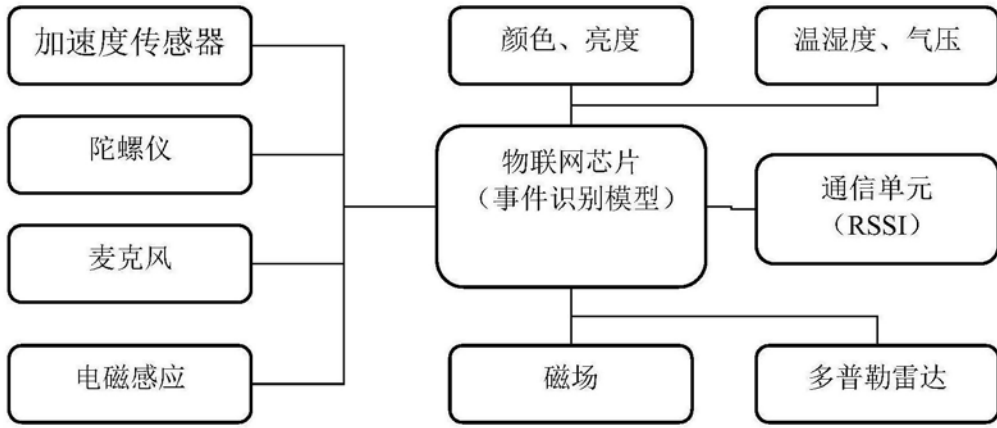 加速度传感器
颜色、亮度
温湿度、气压
陀螺仪
物联网芯片
（事件识别模型）
通信单元
（RSSI）
麦克风
电磁感应
磁场
多普勒雷达